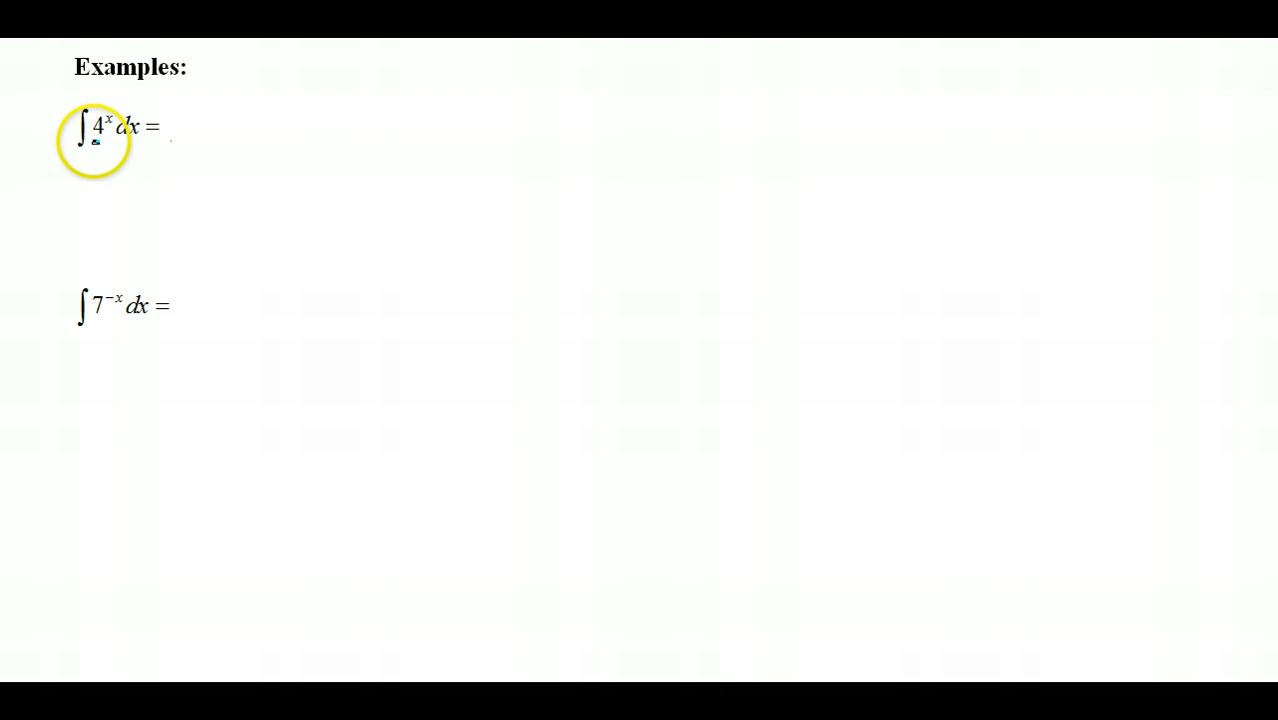 Examples:
∫ 4^x dx =
∫ 7^{-x} dx =